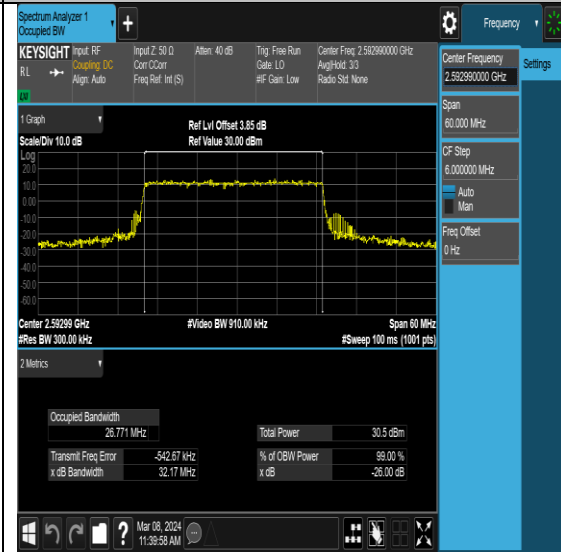 Spectrum Analyzer 1
Occupied BW
+
Frequency
KEYSIGHT
RL
LXI
Input: RF
Coupling: DC
Align: Auto
Input Z: 50 Ω
Corr CCorr
Freq Ref: Int (S)
Atten: 40 dB
Trig: Free Run
Gate: LO
#IF Gain: Low
Center Freq: 2.592990000 GHz
Avg|Hold: 3/3
Radio Std: None
Center Frequency
2.592990000 GHz
Settings
Span
60.000 MHz
CF Step
6.000000 MHz
Auto
Man
Freq Offset
0 Hz
1 Graph
Scale/Div 10.0 dB
Ref Lvl Offset 3.85 dB
Ref Value 30.00 dBm
Log
20.0
10.0
0.00
-10.0
-20.0
-30.0
-40.0
-50.0
-60.0
Center 2.59299 GHz
#Res BW 300.00 kHz
#Video BW 910.00 kHz
Span 60 MHz
#Sweep 100 ms (1001 pts)
2 Metrics
Occupied Bandwidth
26.771 MHz
Total Power 30.5 dBm
Transmit Freq Error -542.67 kHz
% of OBW Power 99.00 %
x dB Bandwidth 32.17 MHz
x dB -26.00 dB
?
Mar 08, 2024
11:39:58 AM